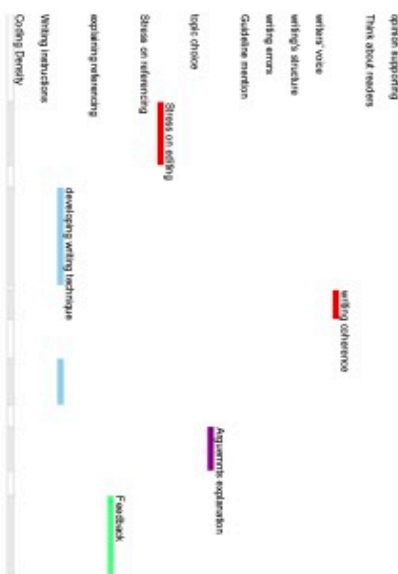 opinion supporting
Think about readers
writers' voice
writing coherence
writing's structure
writing errors
Guideline mention
Arguemnts explanation
topic choice
Stress on editing
Stress on referencing
Feedback
explaining referencing
developing writing technique
Writing instructions
Coding Density